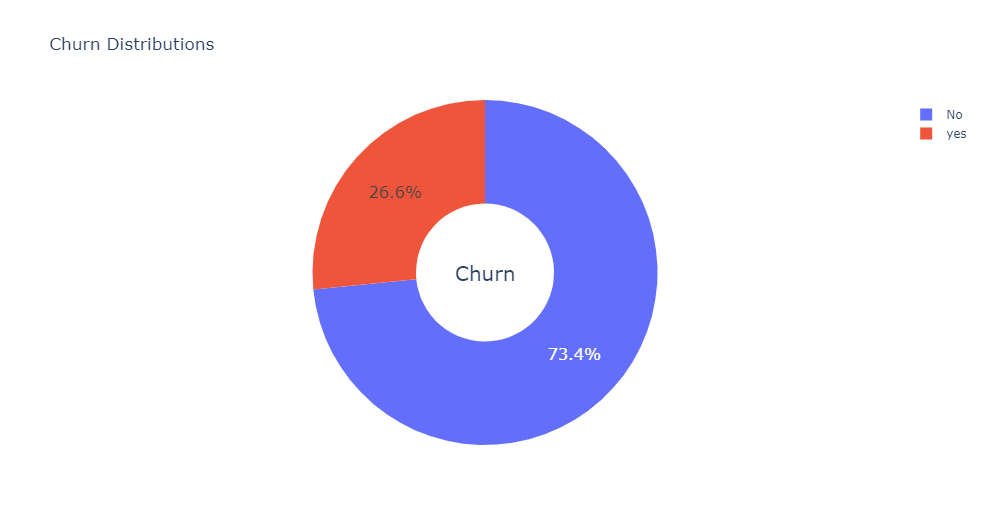 Churn Distributions
No
yes
26.6%
Churn
73.4%